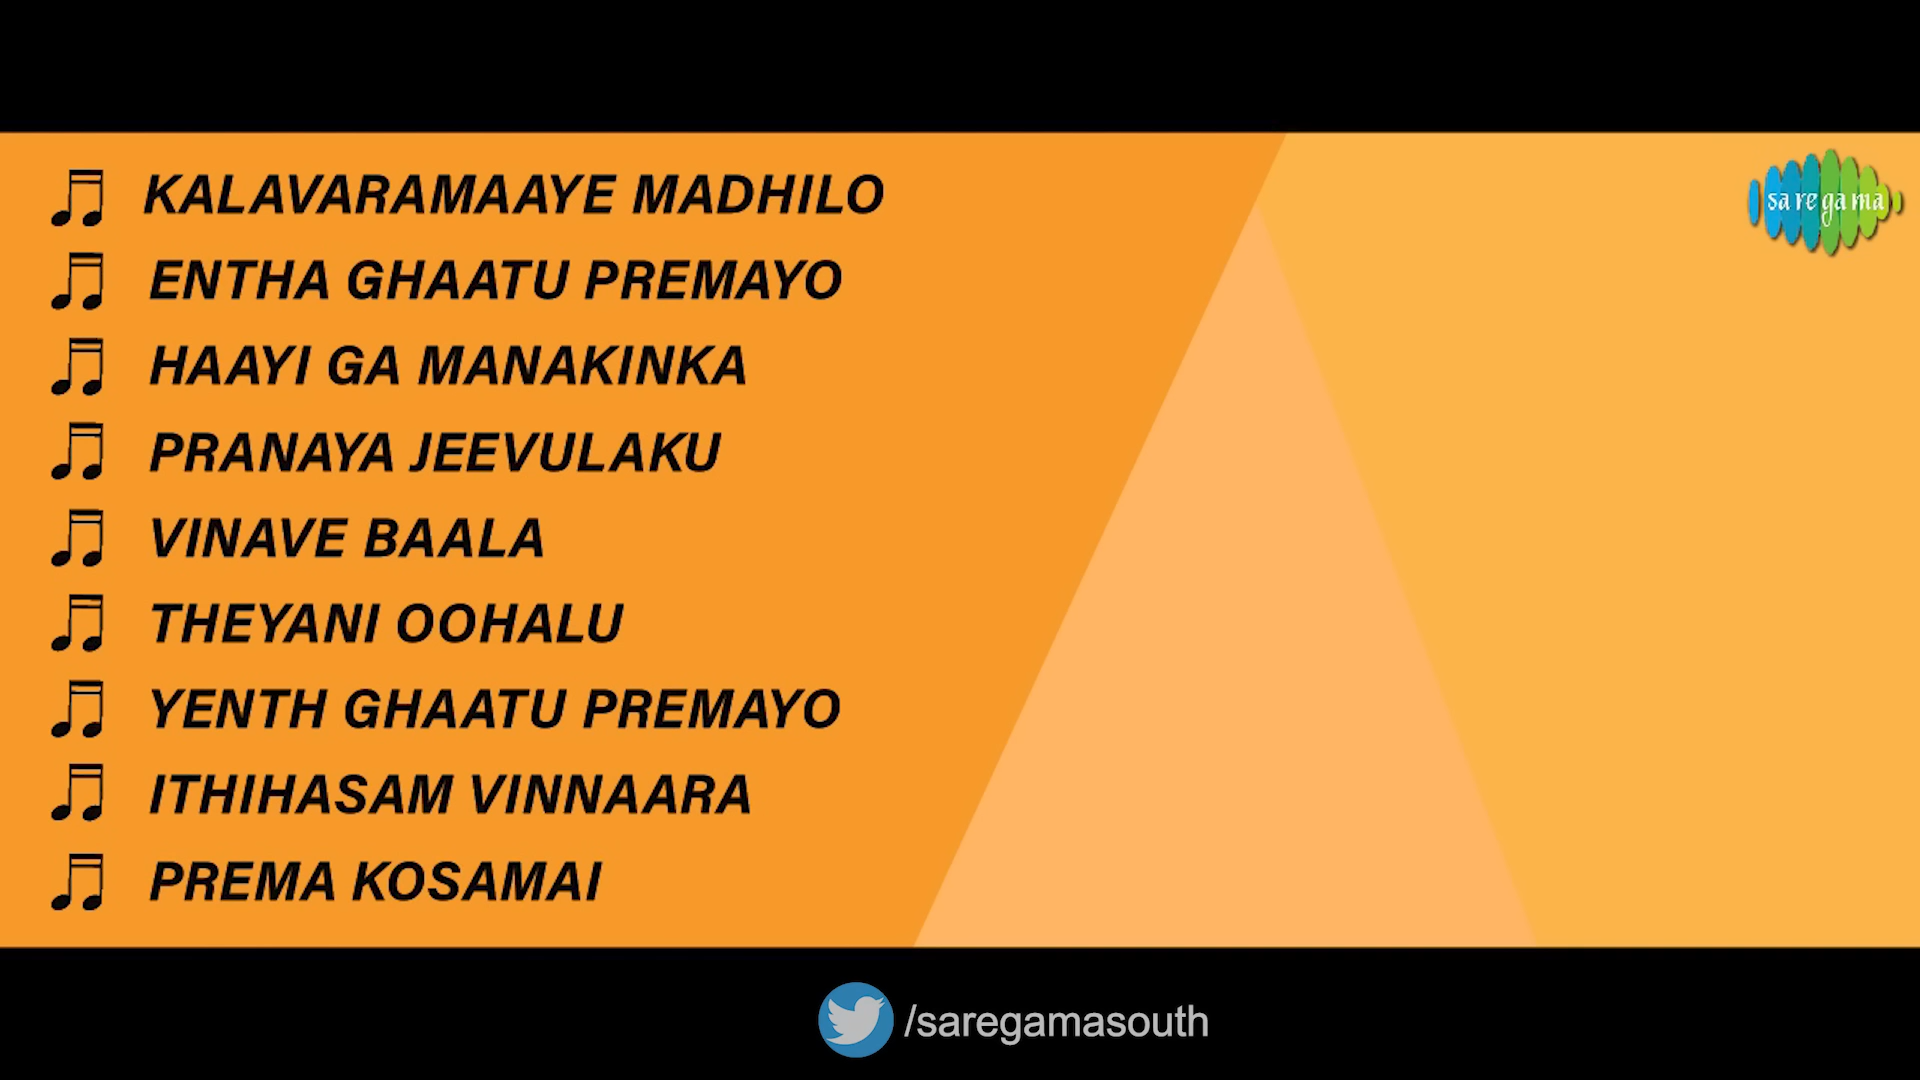 KALAVARAMAAYE MADHILO
sa re ga ma
ENTHA GHAATU PREMAYO
HAAYI GA MANAKINKA
PRANAYA JEEVULAKU
VINAVE BAALA
THEYANI OOHALU
YENTH GHAATU PREMAYO
ITHIHASAM VINNAARA
PREMA KOSAMAI
/saregamasouth